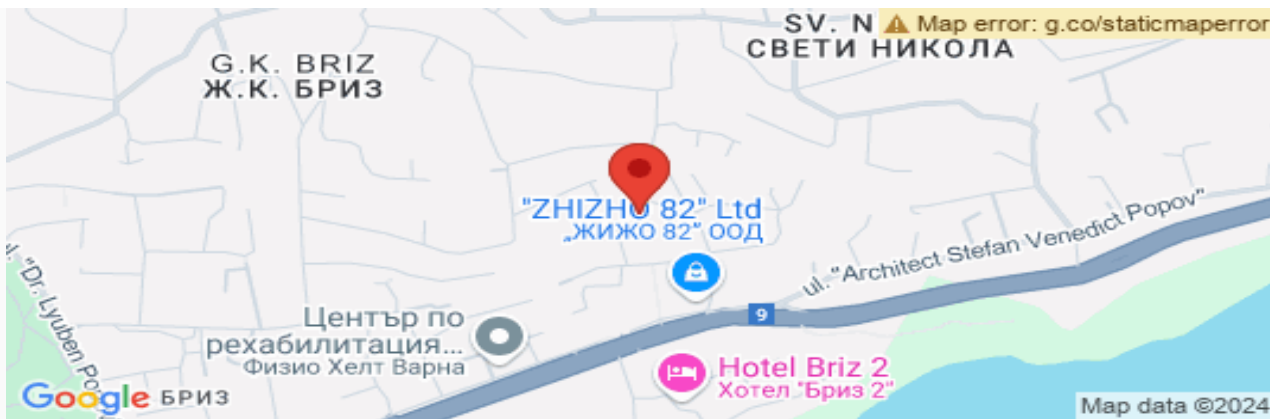 SV. N
⚠ Map error: g.co/staticmaperror
СВЕТИ НИКОЛА
G.K. BRIZ
Ж.К. БРИЗ
"ZHIZHO 82" Ltd
„ЖИЖО 82“ ООД
ul. "Architect Stefan Venedict Popov"
ul. "Dr. Lyuben Po
9
Център по
рехабилитация...
Физио Хелт Варна
Hotel Briz 2
Хотел "Бриз 2"
Google
БРИЗ
Map data ©2024